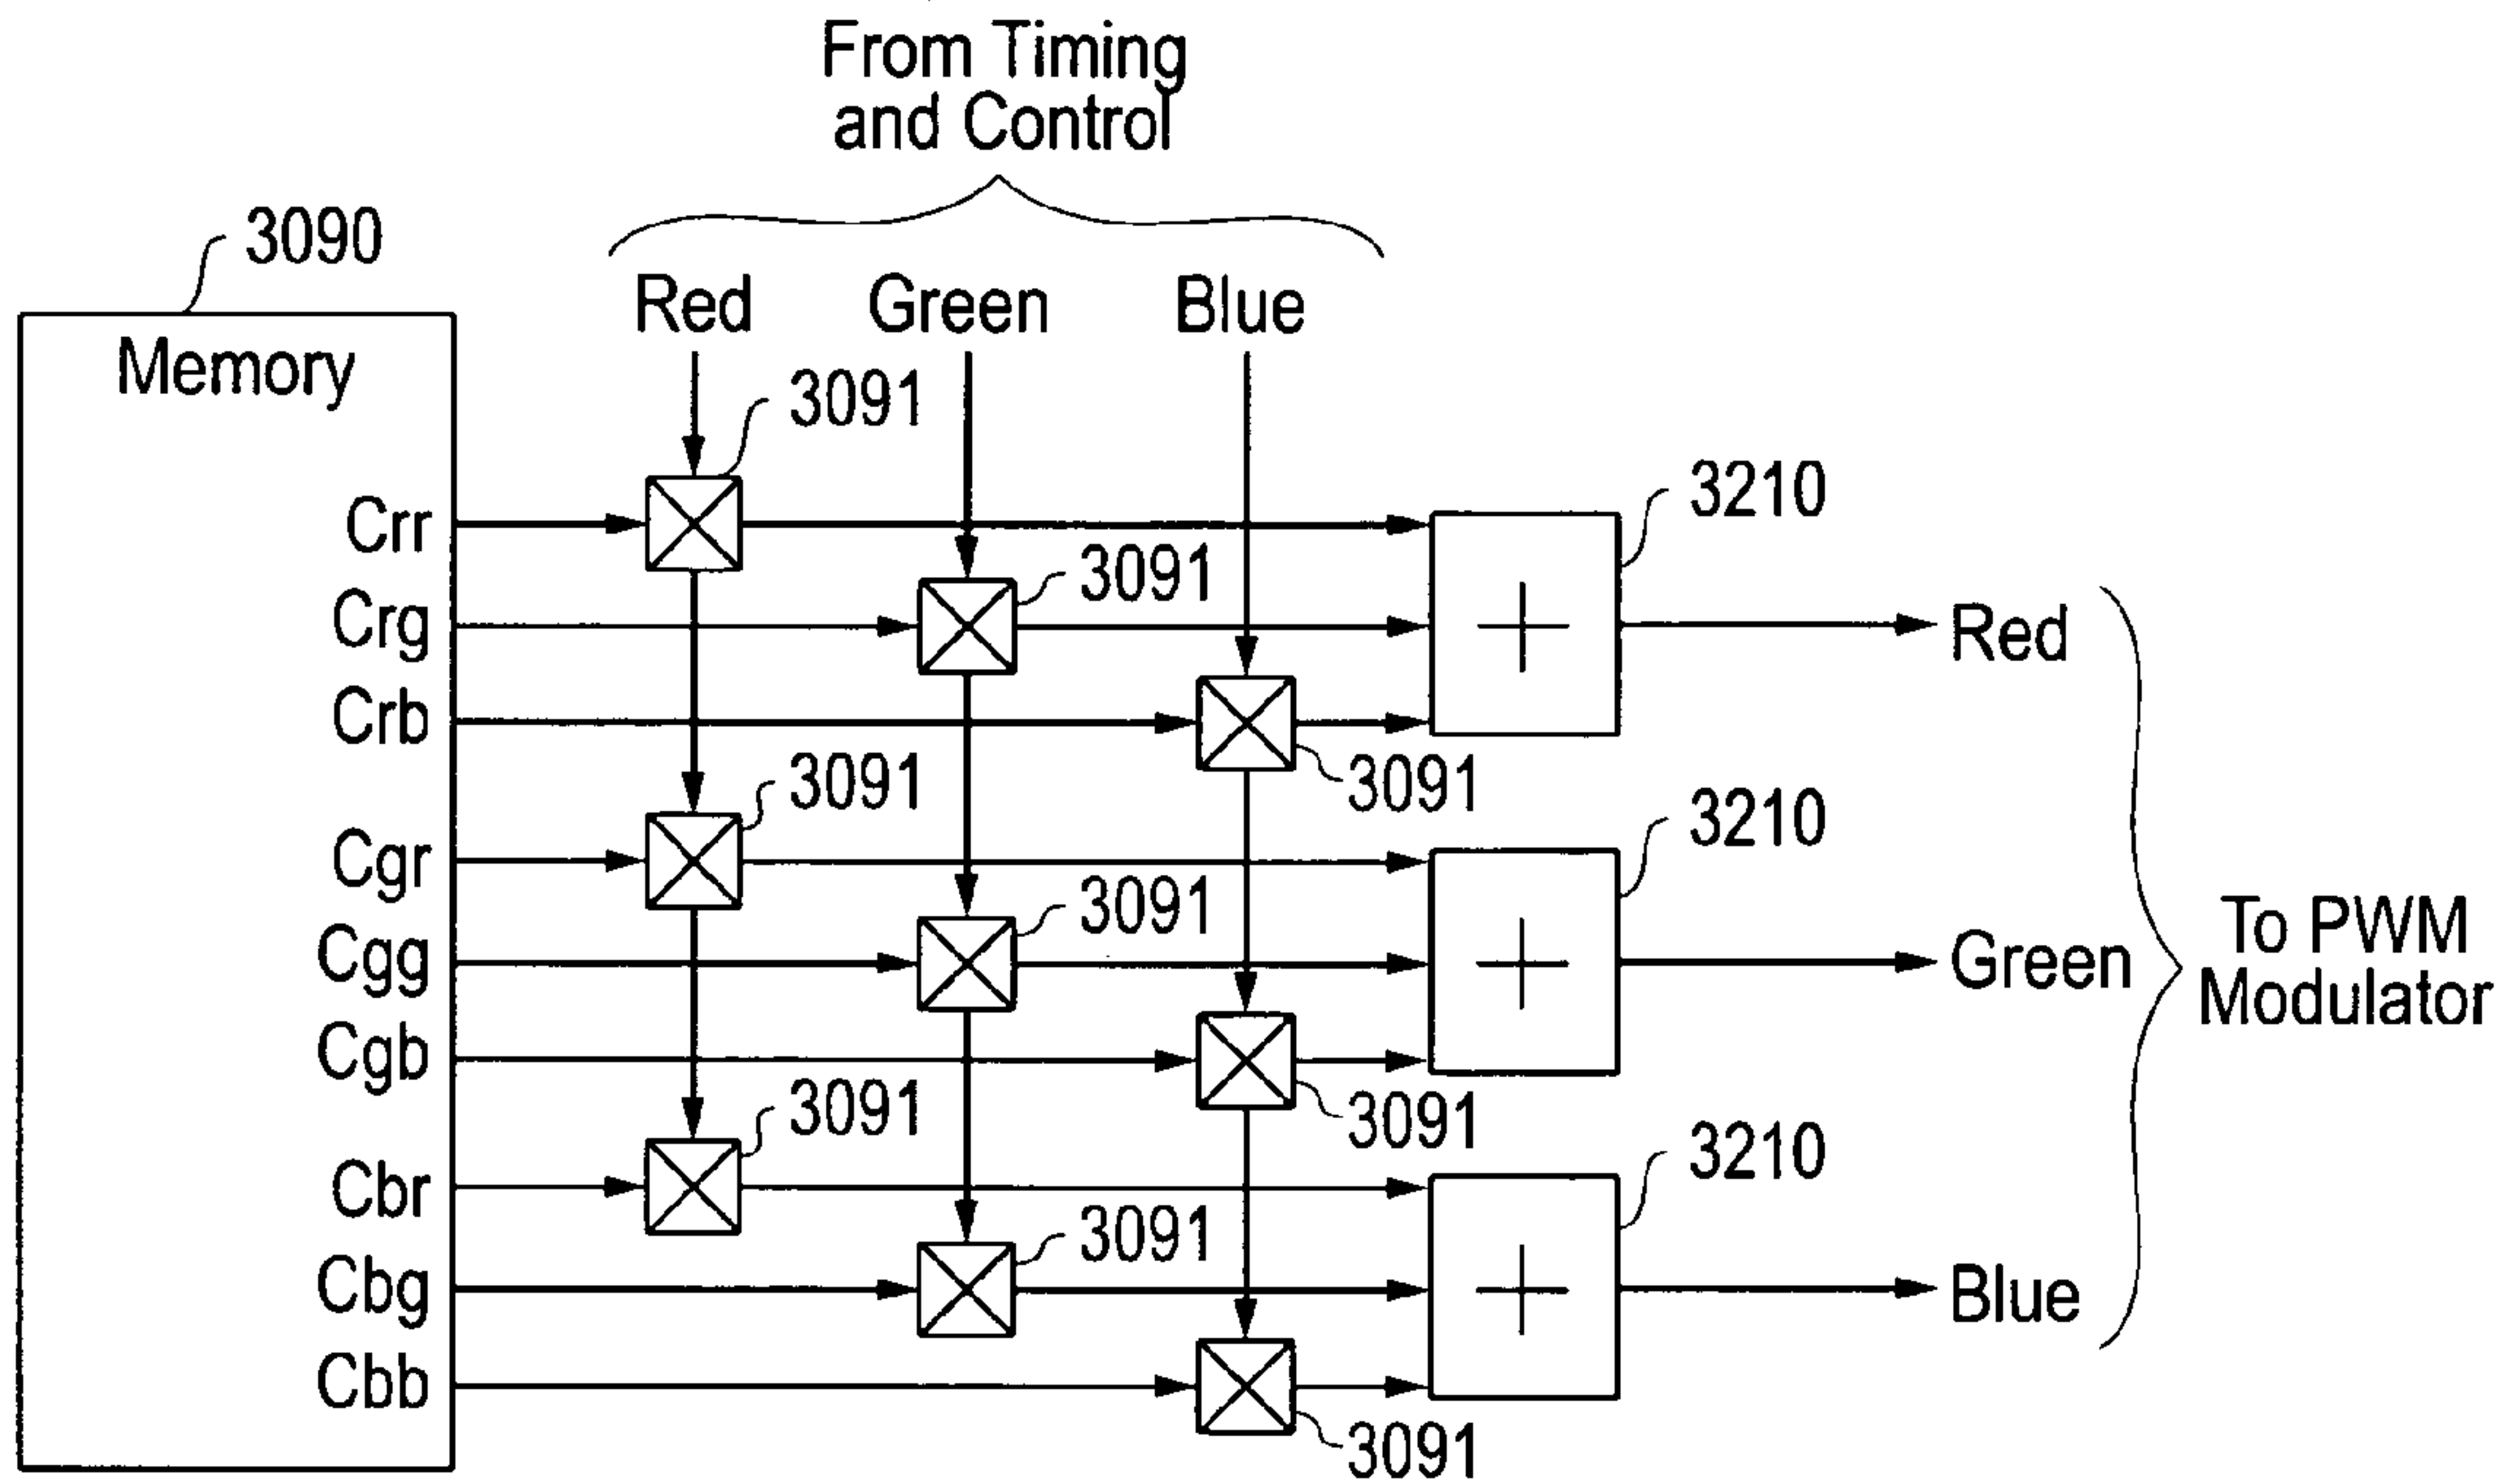 From Timing
and Control
3090
Red Green Blue
Memory
3091
Crr
3210
3091
Crg
Red
Crb
3091
3091
3210
Cgr
3091
Cgg
Green
To PWM
Modulator
Cgb
3091
3091
3210
Cbr
3091
Cbg
Blue
Cbb
3091